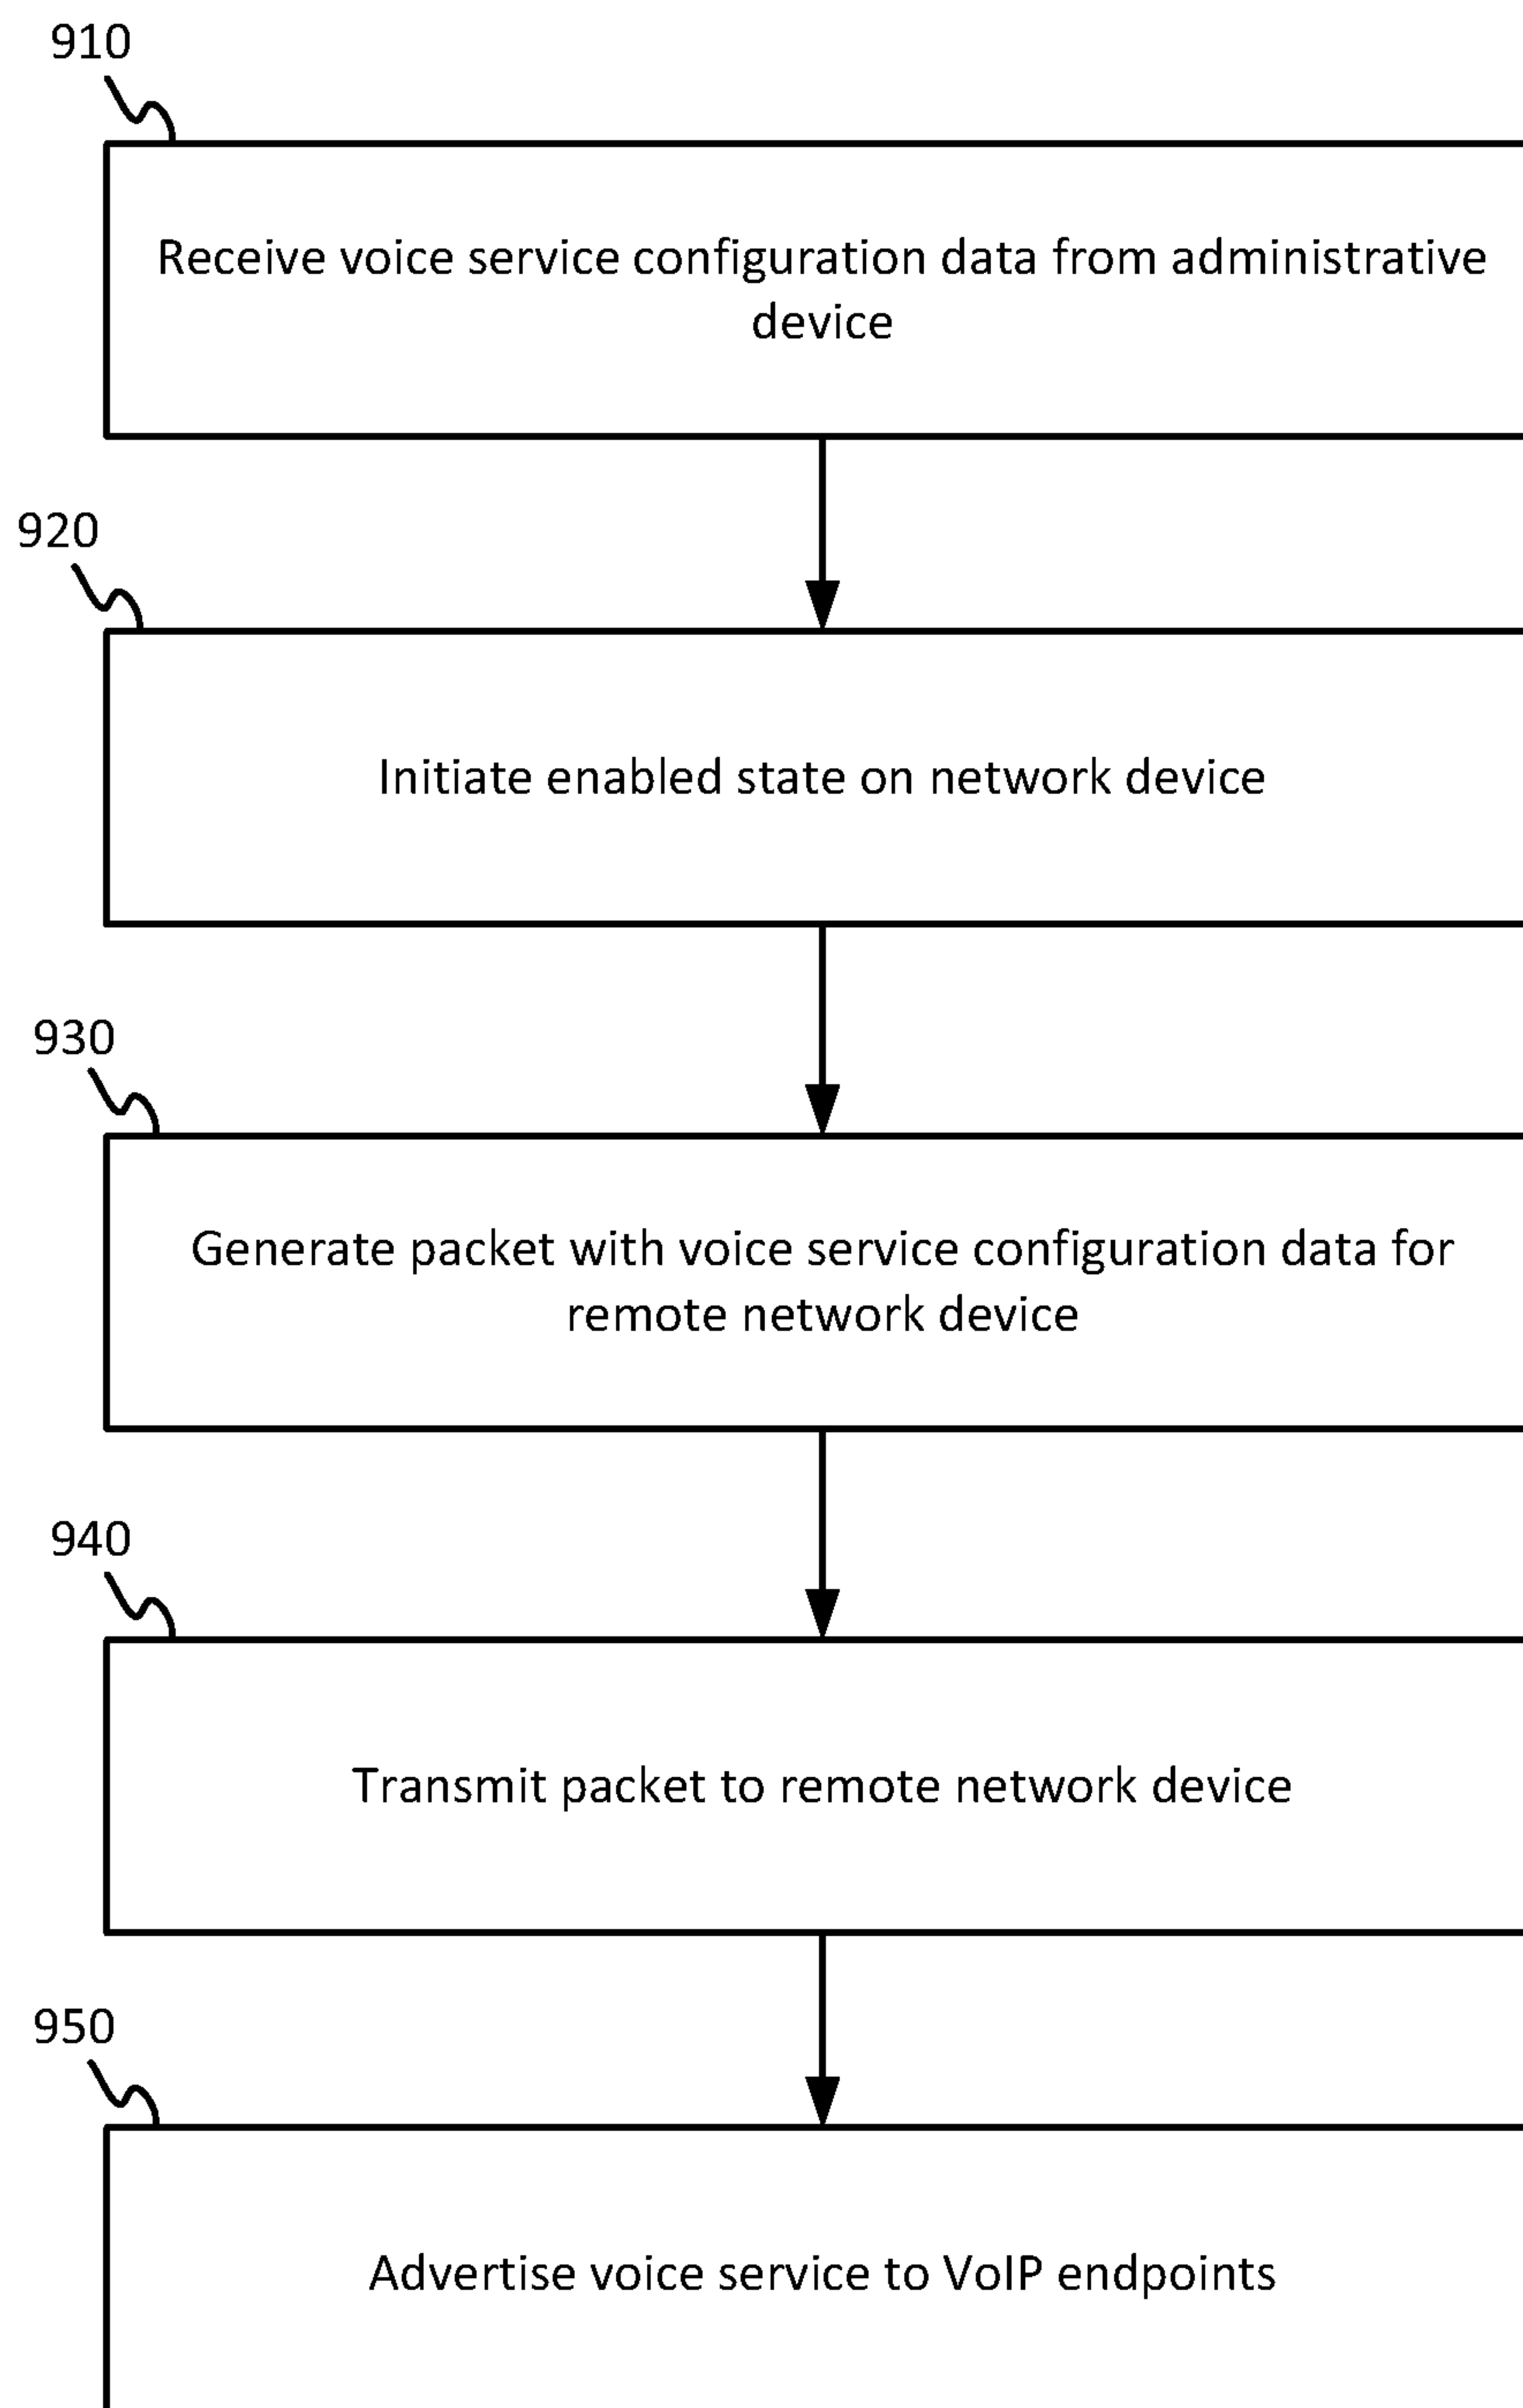 910
Receive voice service configuration data from administrative
device
920
Initiate enabled state on network device
930
Generate packet with voice service configuration data for
remote network device
940
Transmit packet to remote network device
950
Advertise voice service to VoIP endpoints